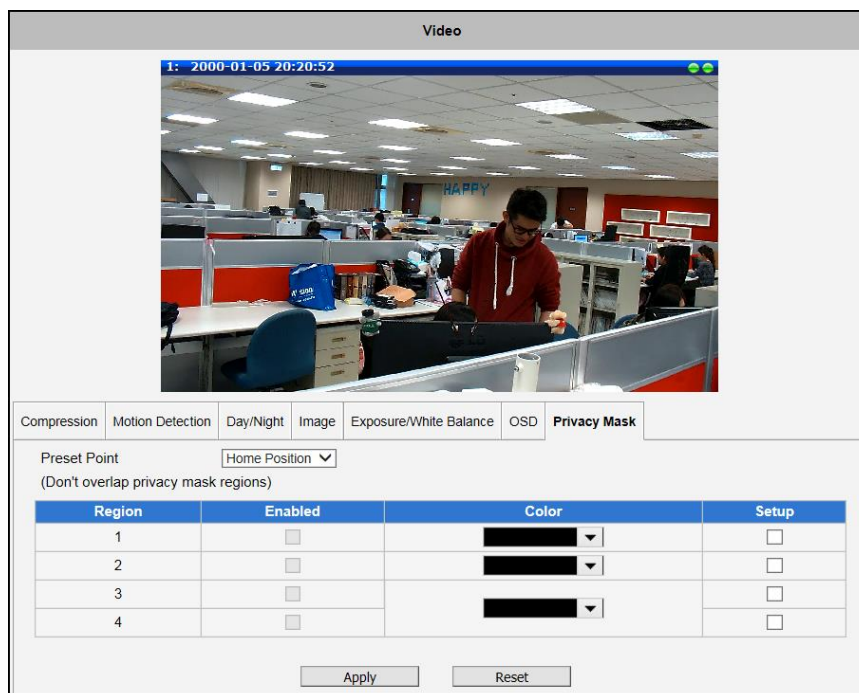 Video
1: 2000-01-05 20:20:52
HAPPY
Compression Motion Detection Day/Night Image Exposure/White Balance OSD Privacy Mask
Preset Point Home Position
(Don't overlap privacy mask regions)
Region Enabled Color Setup
1
2
3
4
Apply Reset